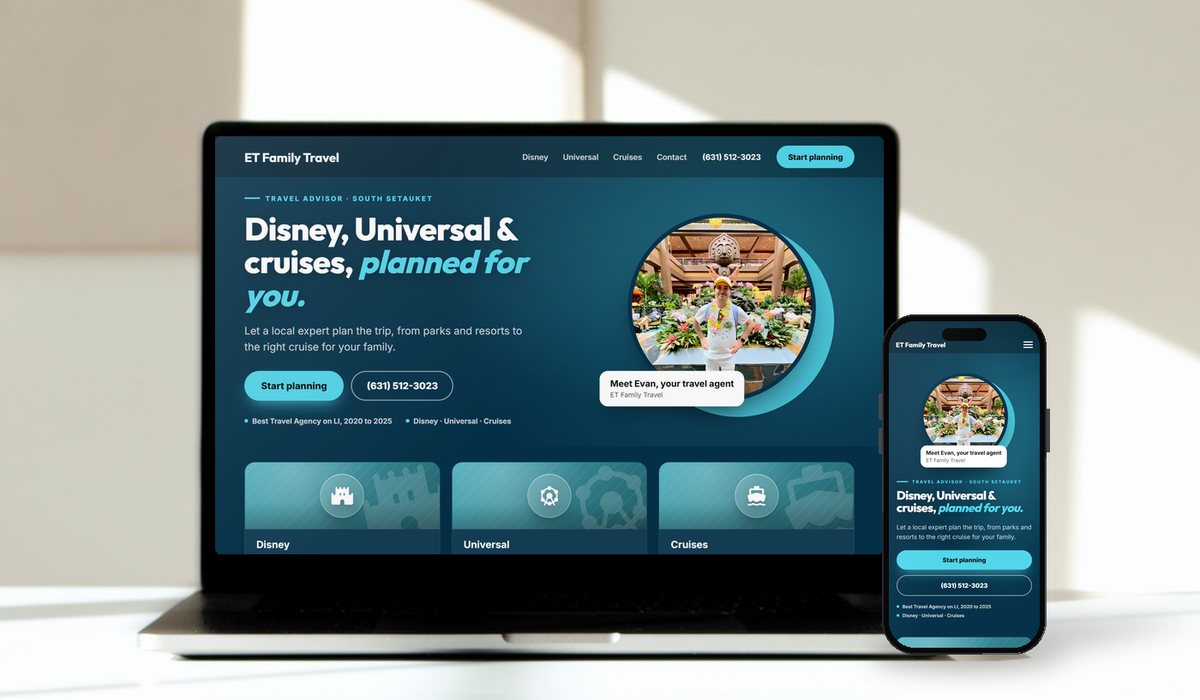 ET Family Travel
Disney Universal Cruises Contact (631) 512-3023 Start planning
TRAVEL ADVISOR · SOUTH SETAUKET
Disney, Universal &
cruises, planned for
you.
Let a local expert plan the trip, from parks and resorts to
the right cruise for your family.
Start planning (631) 512-3023
Best Travel Agency on LI, 2020 to 2025 Disney · Universal · Cruises
Meet Evan, your travel agent
ET Family Travel
Disney Universal Cruises
ET Family Travel
Meet Evan, your travel agent
ET Family Travel
TRAVEL ADVISOR · SOUTH SETAUKET
Disney, Universal &
cruises, planned for you.
Let a local expert plan the trip, from parks and
resorts to the right cruise for your family.
Start planning
(631) 512-3023
Best Travel Agency on LI, 2020 to 2025
Disney · Universal · Cruises